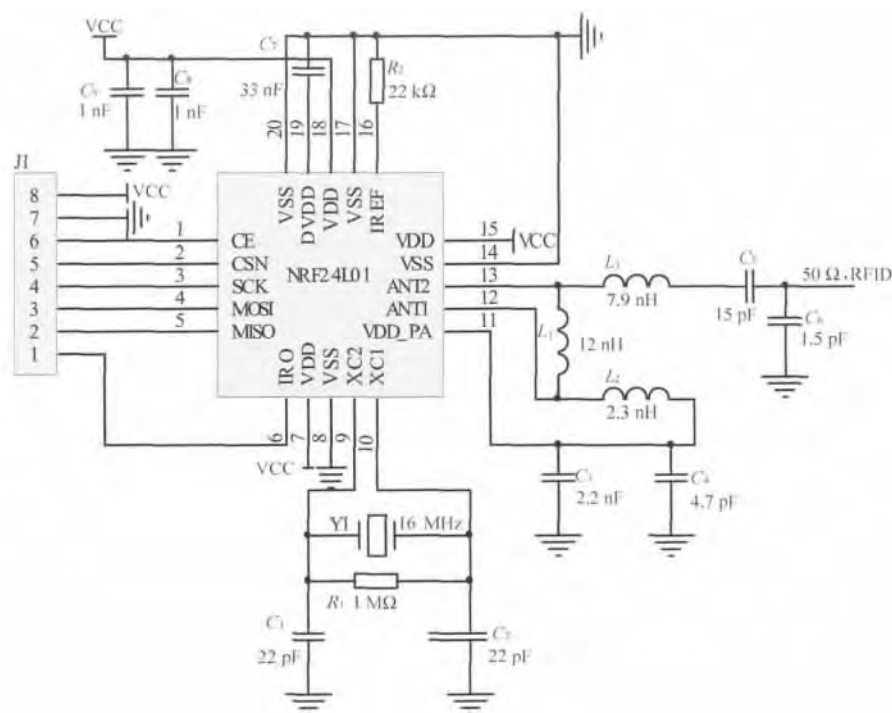 VCC
C₇
33 nF
R₂
22 kΩ
C₉
1 nF
C₈
1 nF
20
19
18
17
16
VSS
DVDD
VDD
VSS
IREF
J1
8
VCC
7
6
1
CE
5
2
CSN
4
3
SCK
3
4
MOSI
2
5
MISO
1
NRF24L01
VDD
15
VCC
VSS
14
ANT2
13
ANT1
12
VDD_PA
11
IRO
VDD
VSS
XC2
XC1
6
7
8
9
10
VCC
L₃
7.9 nH
15 pF
50 Ω, RFID
C₆
1.5 pF
L₁
12 nH
L₂
2.3 nH
2.2 nF
C₄
4.7 pF
Y1
16 MHz
R₁
1 MΩ
22 pF
C₂
22 pF